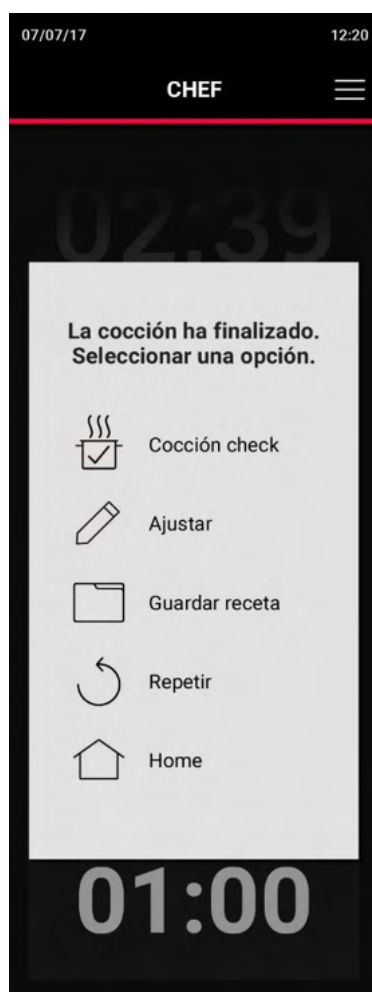 07/07/17 12:20
CHEF
02:39
La cocción ha finalizado.
Seleccionar una opción.
Cocción check
Ajustar
Guardar receta
Repetir
Home
01:00